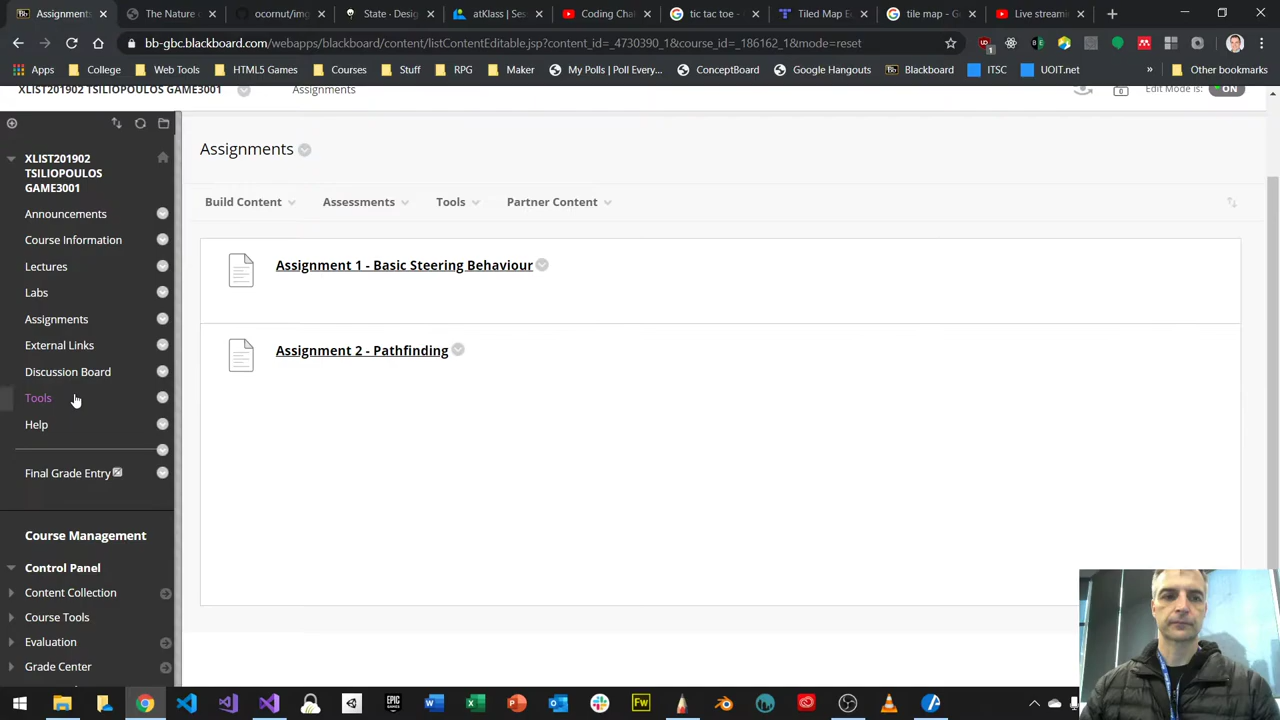 Assignments
The Nature o
ocornut/img
State · Desig
atKlass | Ses
Coding Chal
tic tac toe -
Tiled Map E
tile map - G
Live streami
bb-gbc.blackboard.com/webapps/blackboard/content/listContentEditable.jsp?content_id=_4730390_1&course_id=_186162_1&mode=reset
Apps
College
Web Tools
HTML5 Games
Courses
Stuff
RPG
Maker
My Polls | Poll Every...
ConceptBoard
Google Hangouts
Blackboard
ITSC
UOIT.net
»
Other bookmarks
XLIST201902 TSILIOPOULOS GAME3001
Assignments
Edit Mode is:
ON
XLIST201902
TSILIOPOULOS
GAME3001
Announcements
Course Information
Lectures
Labs
Assignments
External Links
Discussion Board
Tools
Help
Final Grade Entry
Course Management
Control Panel
Content Collection
Course Tools
Evaluation
Grade Center
Assignments
Build Content
Assessments
Tools
Partner Content
Assignment 1 - Basic Steering Behaviour
Assignment 2 - Pathfinding